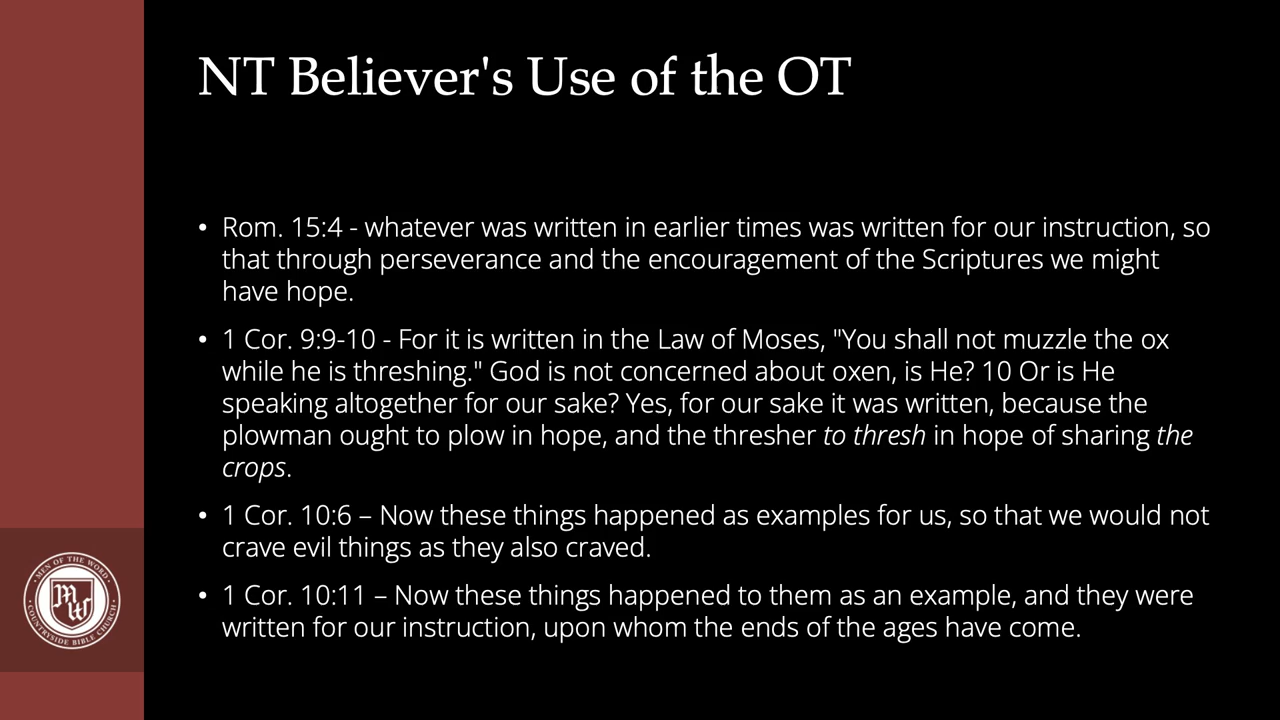 NT Believer's Use of the OT
• Rom. 15:4 - whatever was written in earlier times was written for our instruction, so
that through perseverance and the encouragement of the Scriptures we might
have hope.
• 1 Cor. 9:9-10 - For it is written in the Law of Moses, "You shall not muzzle the ox
while he is threshing." God is not concerned about oxen, is He? 10 Or is He
speaking altogether for our sake? Yes, for our sake it was written, because the
plowman ought to plow in hope, and the thresher to thresh in hope of sharing the
crops.
• 1 Cor. 10:6 – Now these things happened as examples for us, so that we would not
crave evil things as they also craved.
• 1 Cor. 10:11 – Now these things happened to them as an example, and they were
written for our instruction, upon whom the ends of the ages have come.
MEN OF THE WORD
MW
COUNTRYSIDE BIBLE CHURCH